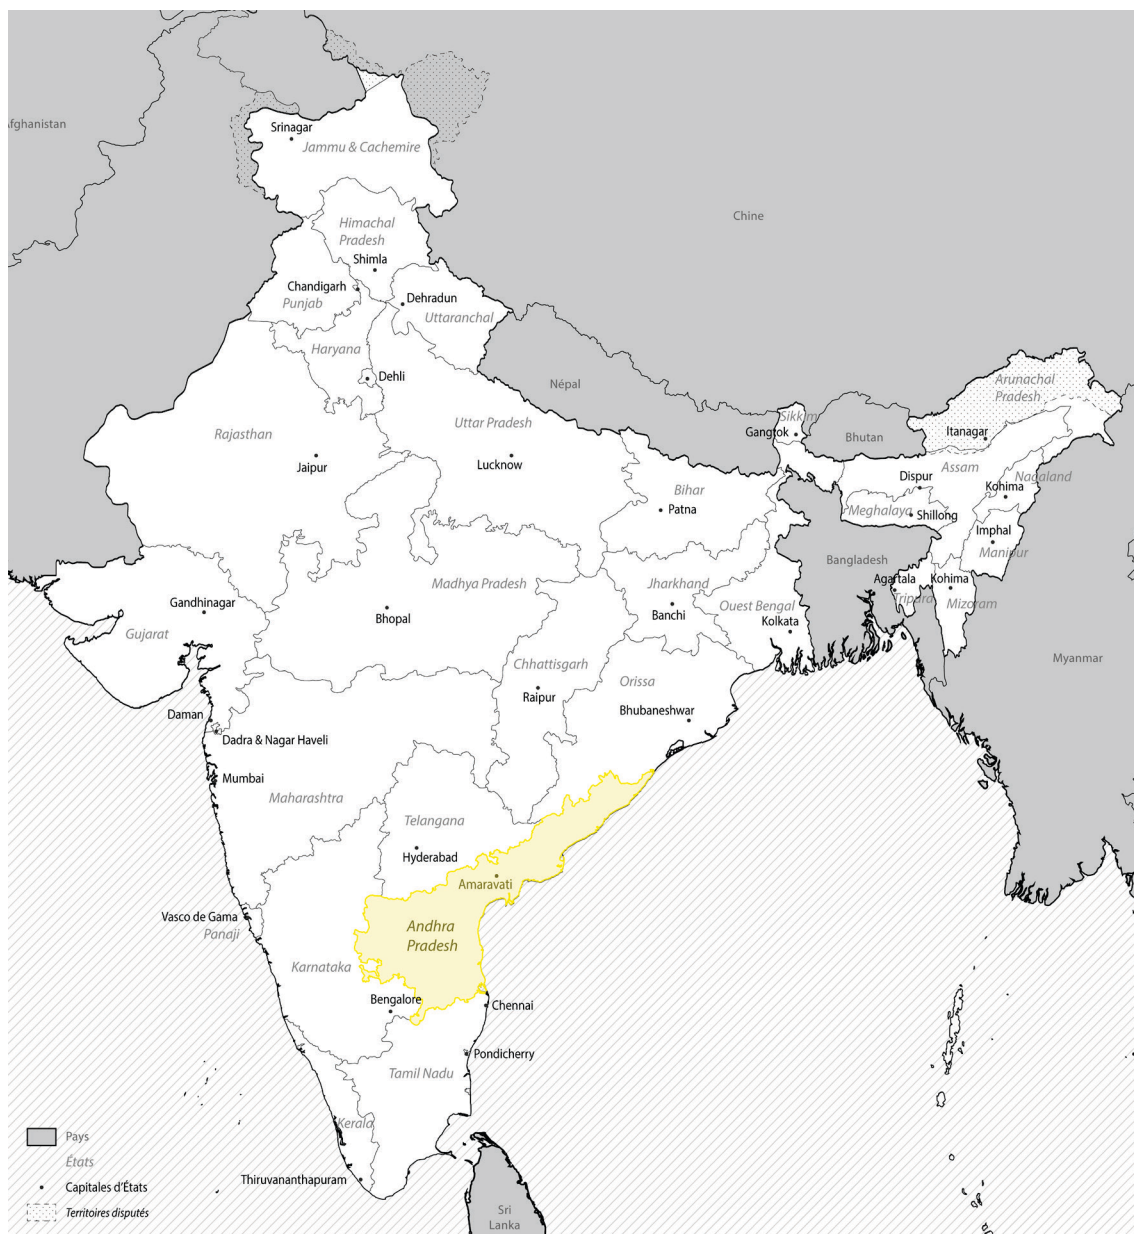 Afghanistan
Srinagar
Jammu & Cachemire
Chine
Himachal
Pradesh
Shimla
Chandigarh
Punjab
Dehradun
Uttaranchal
Haryana
Dehli
Népal
Arunachal
Pradesh
Sikkim
Gangtok
Bhutan
Itanagar
Rajasthan
Uttar Pradesh
Jaipur
Lucknow
Assam
Dispur
Nagaland
Kohima
Bihar
Patna
Meghalaya
Shillong
Imphal
Manipur
Bangladesh
Madhya Pradesh
Jharkhand
Agartala
Kohima
Tripura
Mizoram
Gandhinagar
Gujarat
Bhopal
Banchi
Ouest Bengal
Kolkata
Myanmar
Chhattisgarh
Raipur
Orissa
Bhubaneshwar
Daman
Dadra & Nagar Haveli
Mumbai
Maharashtra
Telangana
Hyderabad
Amaravati
Vasco de Gama
Panaji
Andhra
Pradesh
Karnataka
Bengalore
Chennai
Pondicherry
Tamil Nadu
Kerala
Thiruvananthapuram
Sri
Lanka
Pays
États
Capitales d'États
Territoires disputés